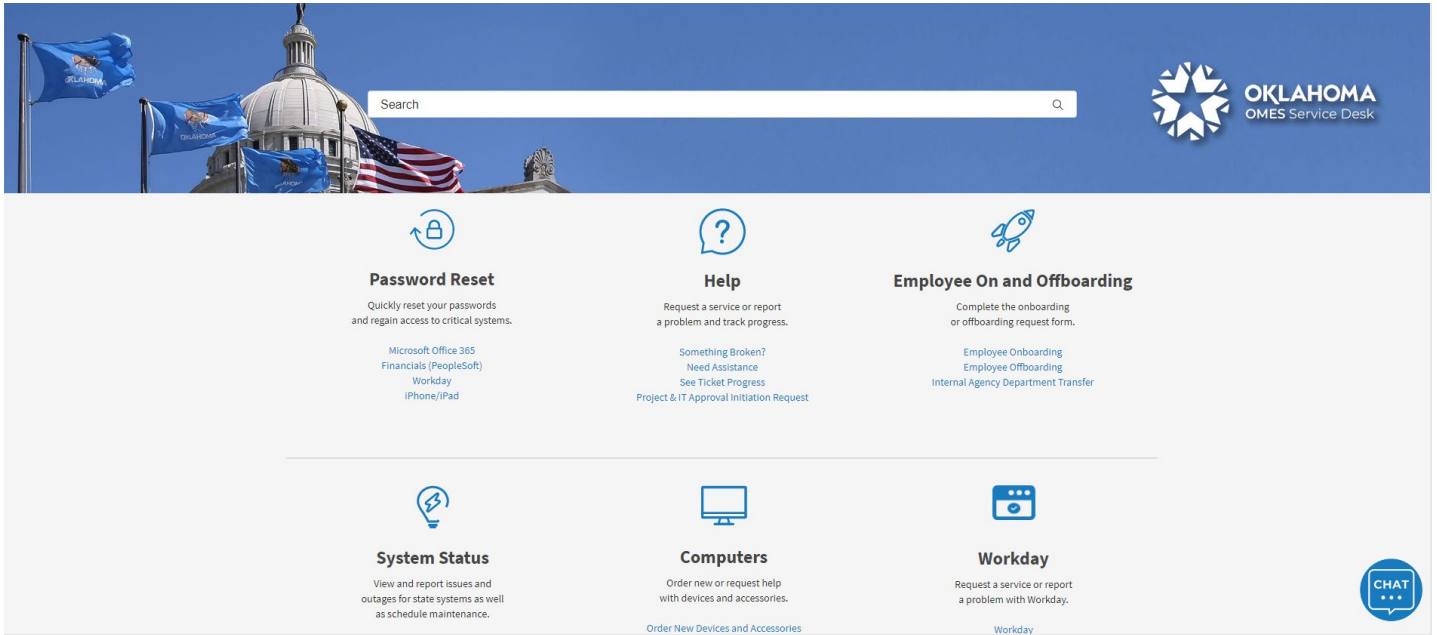 OKLAHOMA
OKLAHOMA
Search
OKLAHOMA
OMES Service Desk
Password Reset
Quickly reset your passwords
and regain access to critical systems.
Microsoft Office 365
Financials (PeopleSoft)
Workday
iPhone/iPad
Help
Request a service or report
a problem and track progress.
Something Broken?
Need Assistance
See Ticket Progress
Project & IT Approval Initiation Request
Employee On and Offboarding
Complete the onboarding
or offboarding request form.
Employee Onboarding
Employee Offboarding
Internal Agency Department Transfer
System Status
View and report issues and
outages for state systems as well
as schedule maintenance.
Computers
Order new or request help
with devices and accessories.
Order New Devices and Accessories
Workday
Request a service or report
a problem with Workday.
Workday
CHAT